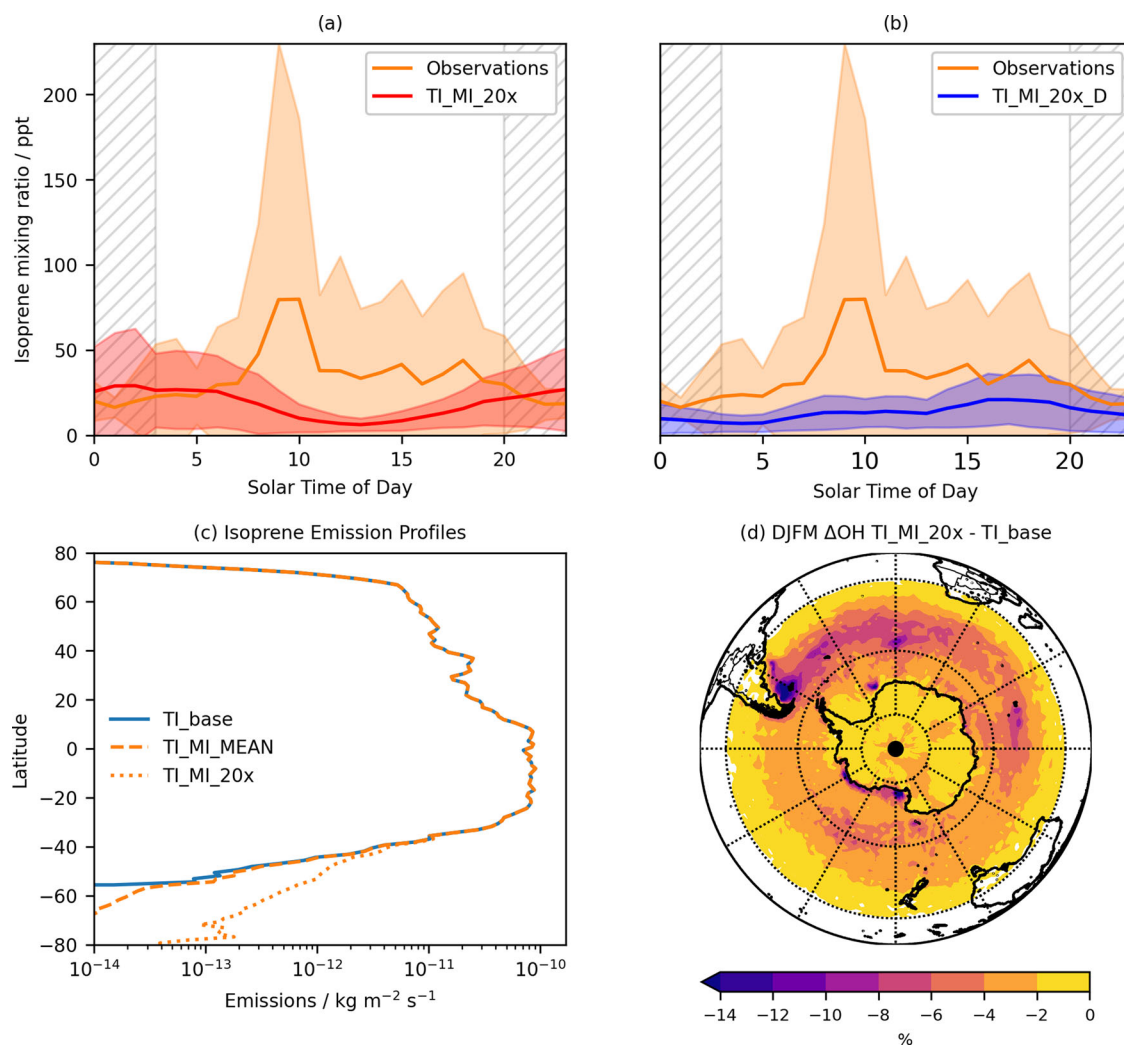 (a)
Isoprene mixing ratio / ppt
200
150
100
50
0
Observations
TI_MI_20x
0 5 10 15 20
Solar Time of Day
(b)
Observations
TI_MI_20x_D
0 5 10 15 20
Solar Time of Day
(c) Isoprene Emission Profiles
Latitude
80
60
40
20
0
−20
−40
−60
−80
TI_base
TI_MI_MEAN
TI_MI_20x
10⁻¹⁴ 10⁻¹³ 10⁻¹² 10⁻¹¹ 10⁻¹⁰
Emissions / kg m⁻² s⁻¹
(d) DJFM ΔOH TI_MI_20x - TI_base
−14 −12 −10 −8 −6 −4 −2 0
%